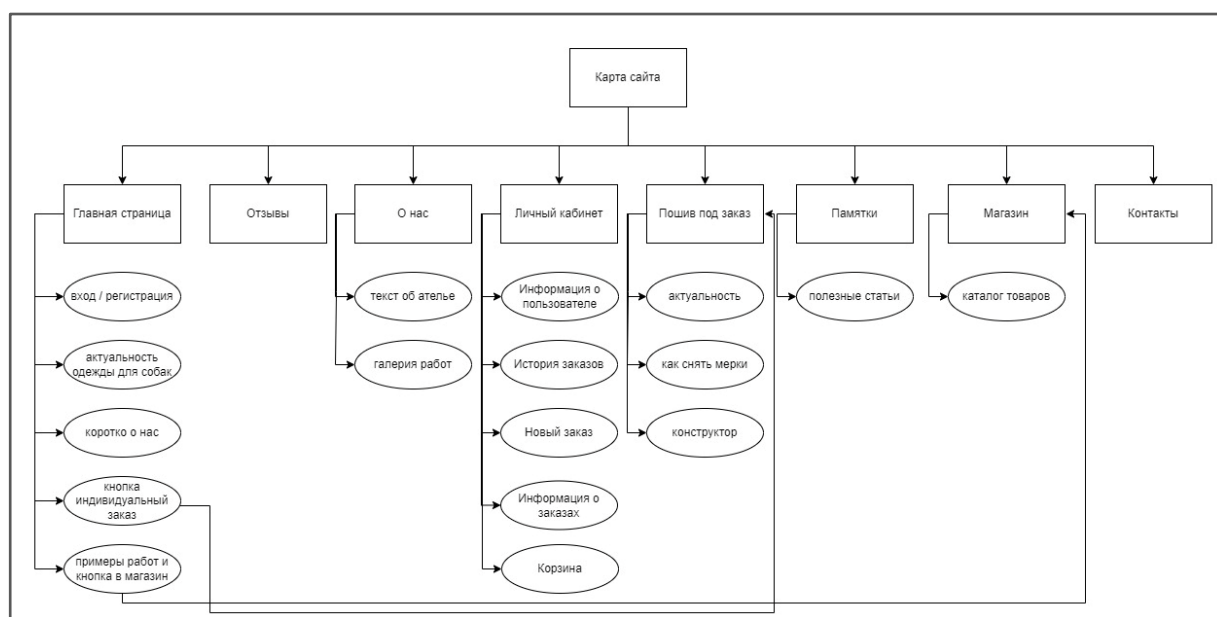 Карта сайта
Главная страница
Отзывы
О нас
Личный кабинет
Пошив под заказ
Памятки
Магазин
Контакты
вход / регистрация
текст об ателье
Информация о
пользователе
актуальность
полезные статьи
каталог товаров
актуальность
одежды для собак
галерия работ
История заказов
как снять мерки
коротко о нас
Новый заказ
конструктор
кнопка
индивидуальный
заказ
Информация о
заказах
примеры работ и
кнопка в магазин
Корзина